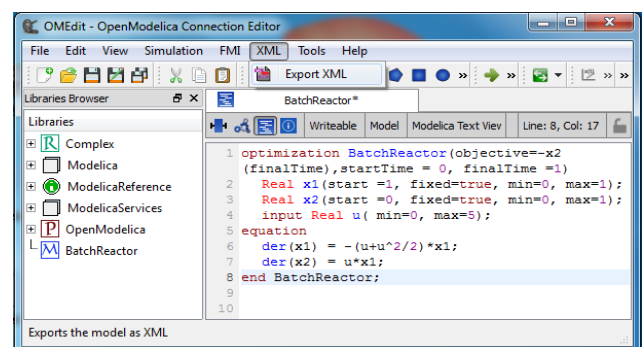 OMEdit - OpenModelica Connection Editor
File Edit View Simulation FMI XML Tools Help
Export XML
» » » »
Libraries Browser
BatchReactor*
Libraries
Writeable Model Modelica Text View Line: 8, Col: 17
Complex
Modelica
ModelicaReference
ModelicaServices
OpenModelica
BatchReactor
1 optimization BatchReactor(objective=-x2
(finalTime),startTime = 0, finalTime =1)
2 Real x1(start =1, fixed=true, min=0, max=1);
3 Real x2(start =0, fixed=true, min=0, max=1);
4 input Real u( min=0, max=5);
5 equation
6 der(x1) = -(u+u^2/2)*x1;
7 der(x2) = u*x1;
8 end BatchReactor;
9
10
Exports the model as XML